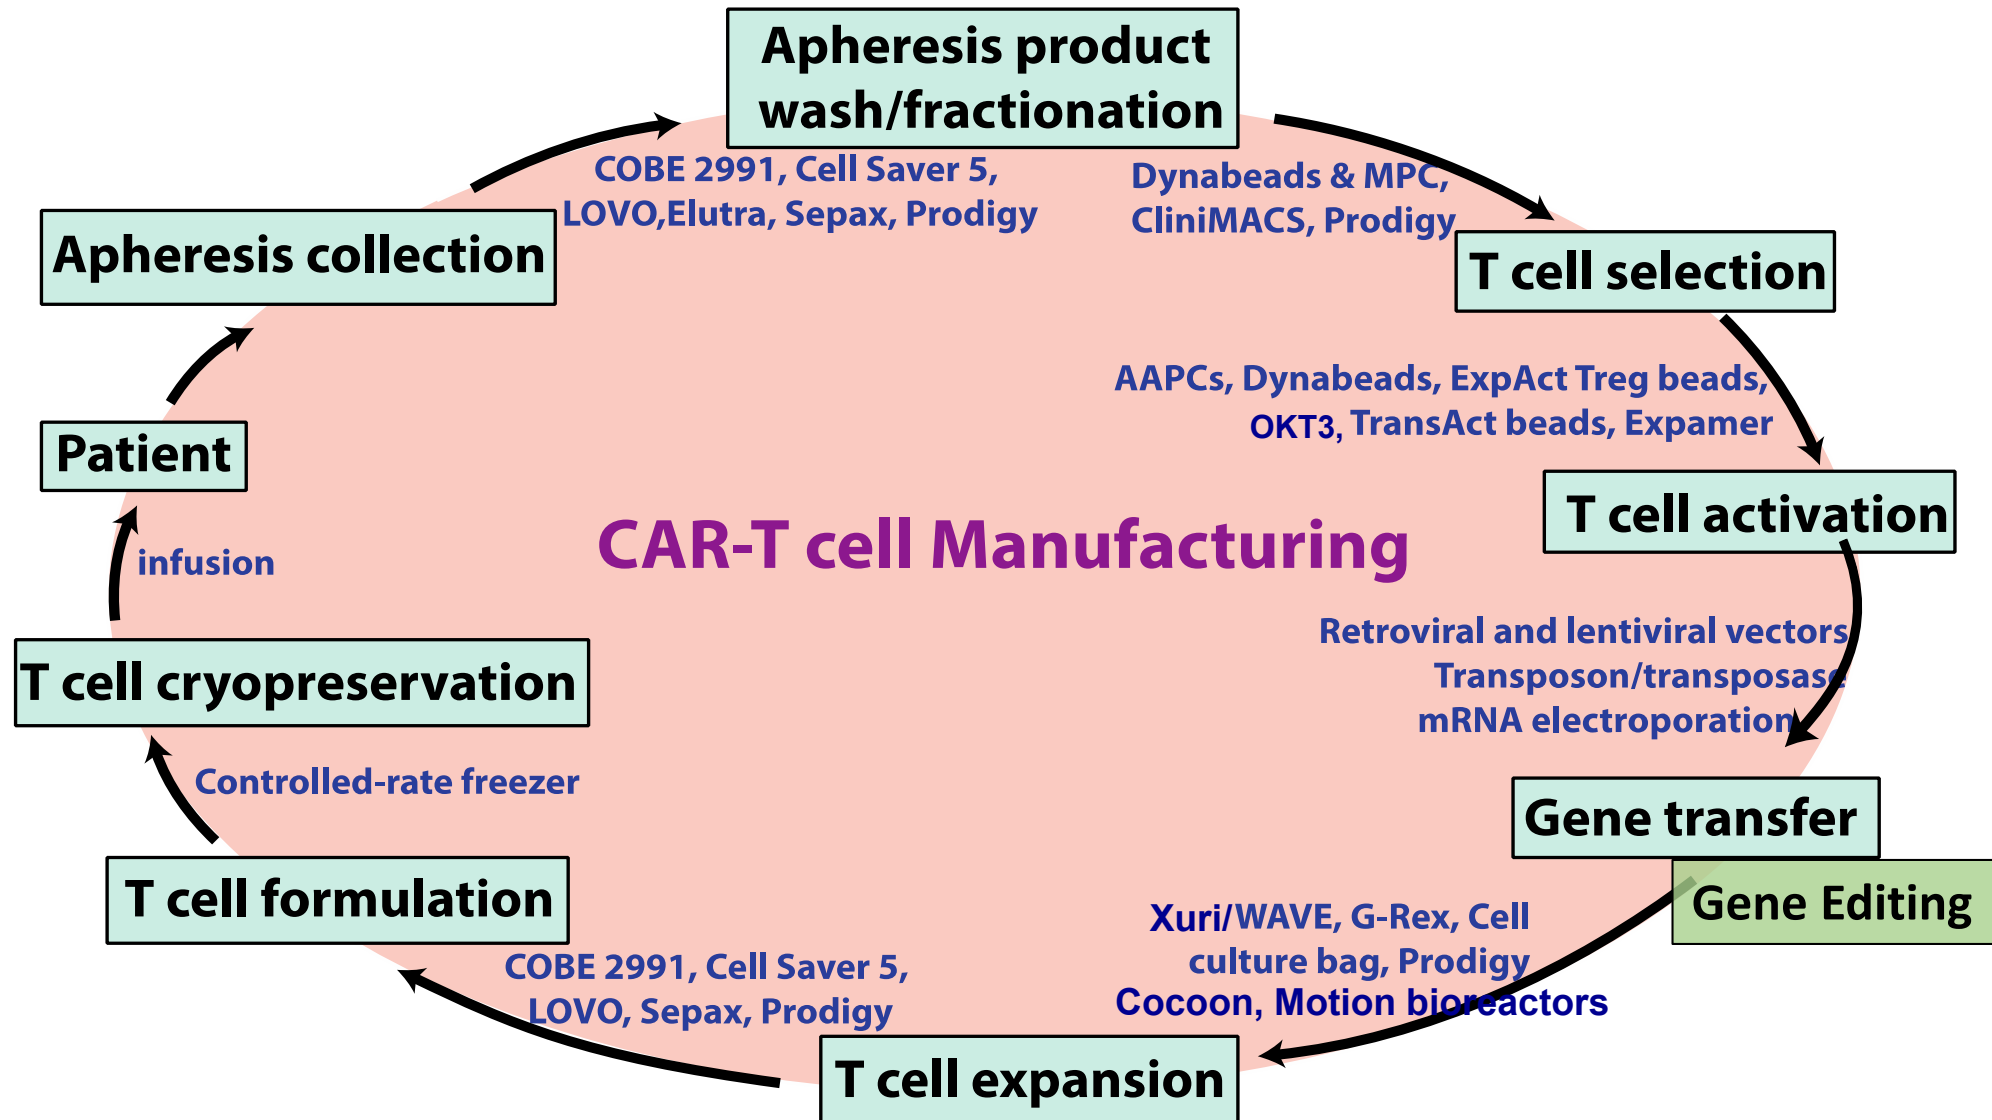 Apheresis product
wash/fractionation
COBE 2991, Cell Saver 5,
LOVO,Elutra, Sepax, Prodigy
Dynabeads & MPC,
CliniMACS, Prodigy
Apheresis collection
T cell selection
AAPCs, Dynabeads, ExpAct Treg beads,
OKT3, TransAct beads, Expamer
Patient
T cell activation
CAR-T cell Manufacturing
infusion
Retroviral and lentiviral vectors
Transposon/transposase
mRNA electroporation
T cell cryopreservation
Controlled-rate freezer
Gene transfer
Gene Editing
T cell formulation
Xuri/WAVE, G-Rex, Cell
culture bag, Prodigy
Cocoon, Motion bioreactors
COBE 2991, Cell Saver 5,
LOVO, Sepax, Prodigy
T cell expansion